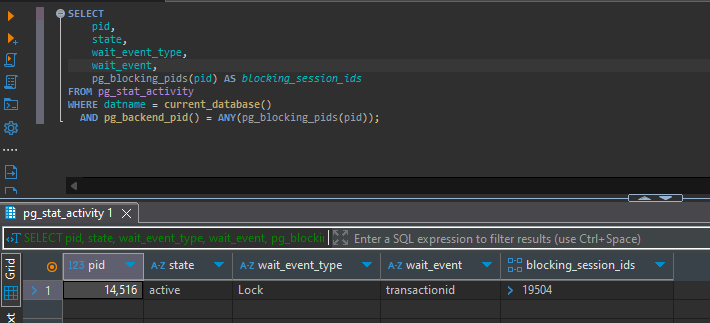 SELECT
pid,
state,
wait_event_type,
wait_event,
pg_blocking_pids(pid) AS blocking_session_ids
FROM pg_stat_activity
WHERE datname = current_database()
AND pg_backend_pid() = ANY(pg_blocking_pids(pid));
pg_stat_activity 1
SELECT pid, state, wait_event_type, wait_event, pg_blockin Enter a SQL expression to filter results (use Ctrl+Space)
Grid
123 pid A-Z state A-Z wait_event_type A-Z wait_event blocking_session_ids
1 14,516 active Lock transactionid 19504